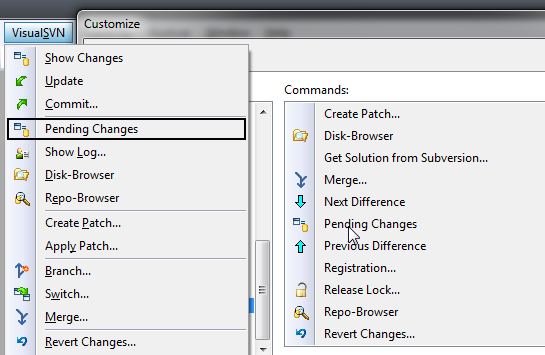 VisualSVN
Customize
Show Changes
Update
Commit...
Pending Changes
Show Log...
Disk-Browser
Repo-Browser
Create Patch...
Apply Patch...
Branch...
Switch...
Merge...
Revert Changes...
Commands:
Create Patch...
Disk-Browser
Get Solution from Subversion...
Merge...
Next Difference
Pending Changes
Previous Difference
Registration...
Release Lock...
Repo-Browser
Revert Changes...